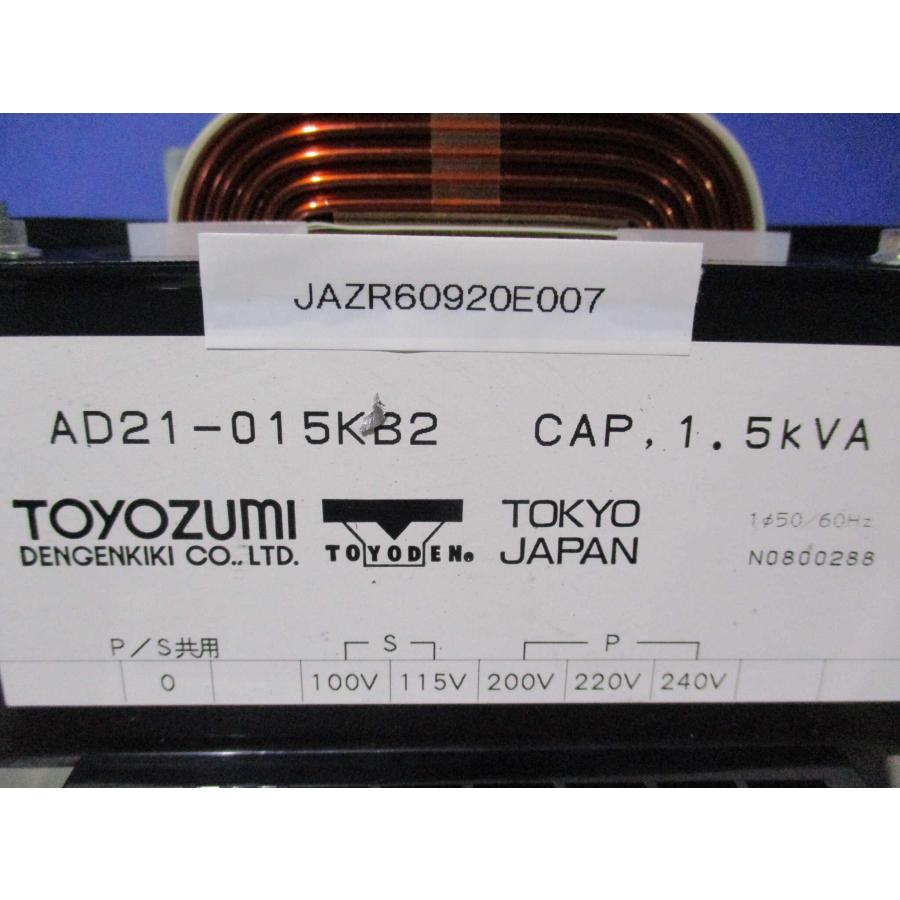 JAZR60920E007
AD21-015KB2 CAP, 1.5kVA
TOYOZUMI
DENGENKIKI CO.,LTD.
TOYODEN®
TOKYO
JAPAN
1φ50/60Hz
N0800288
P/S共用 S P
0 100V 115V 200V 220V 240V